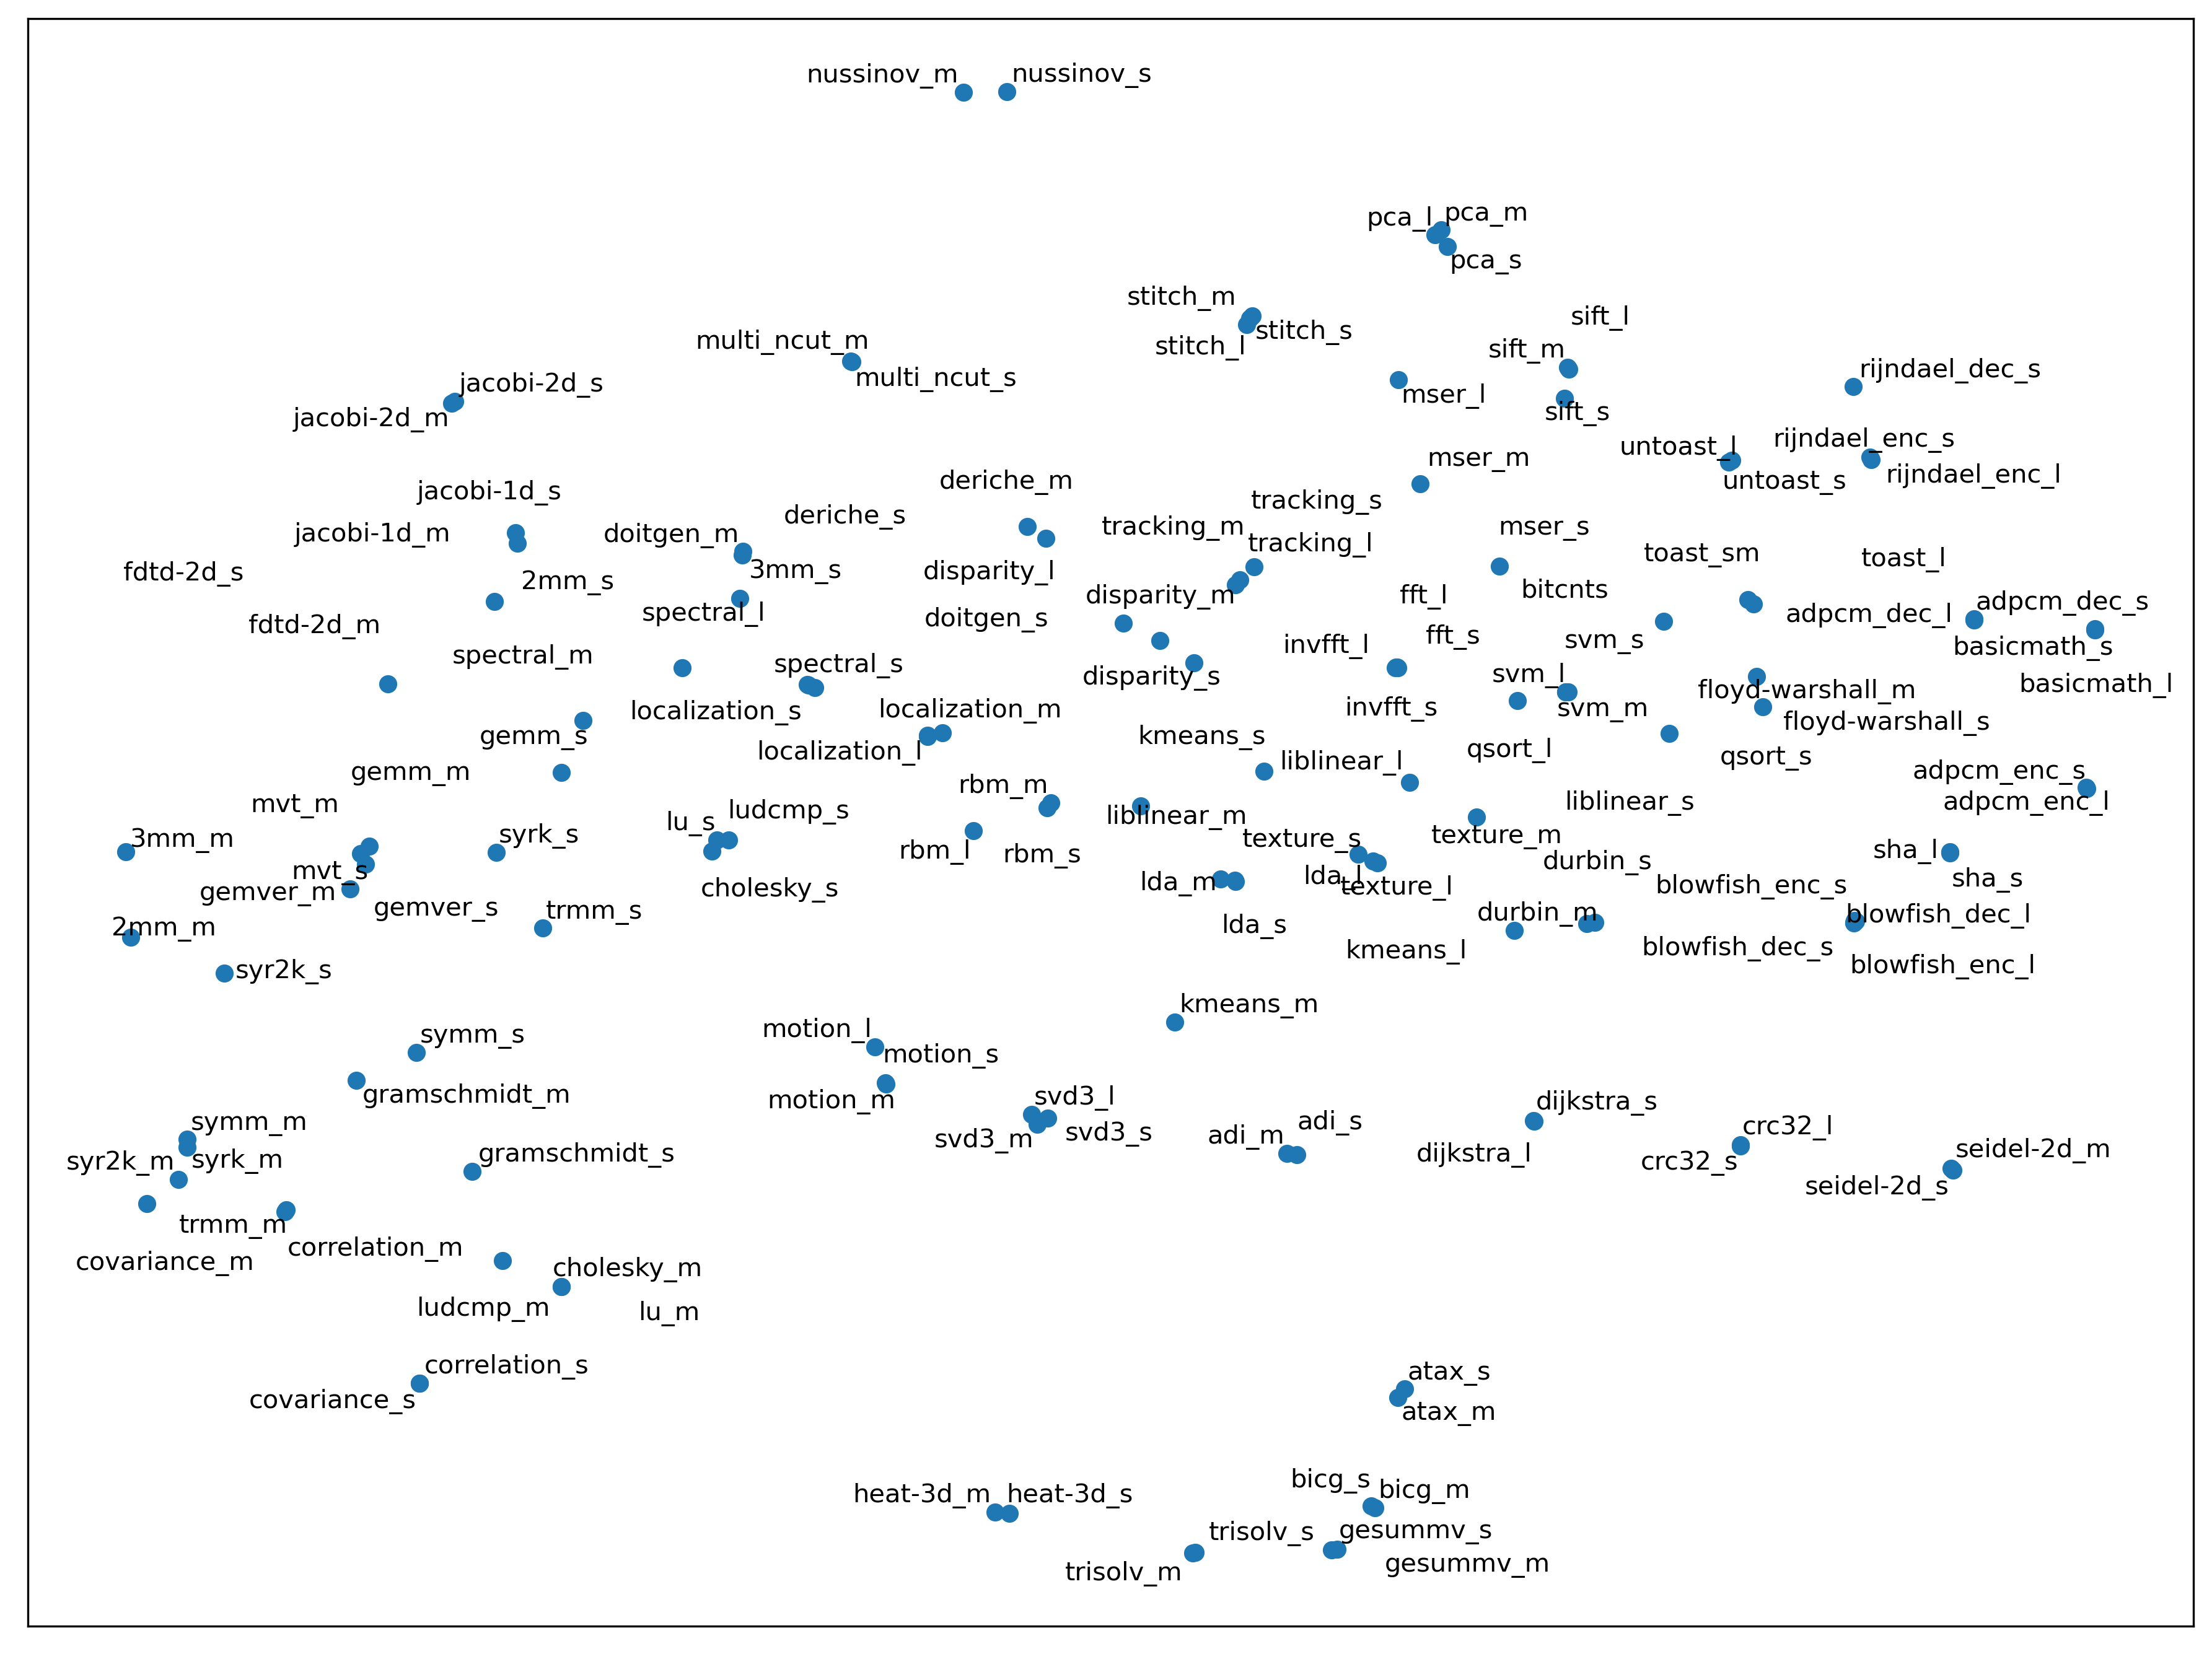 nussinov_m
nussinov_s
pca_l
pca_m
pca_s
stitch_m
stitch_s
stitch_l
sift_l
sift_m
sift_s
multi_ncut_m
multi_ncut_s
mser_l
rijndael_dec_s
jacobi-2d_s
jacobi-2d_m
untoast_l
untoast_s
rijndael_enc_s
rijndael_enc_l
mser_m
deriche_m
deriche_s
tracking_s
tracking_m
tracking_l
jacobi-1d_s
jacobi-1d_m
doitgen_m
3mm_s
mser_s
toast_sm
toast_l
fdtd-2d_s
2mm_s
disparity_l
disparity_m
fft_l
bitcnts
spectral_l
doitgen_s
adpcm_dec_l
adpcm_dec_s
fdtd-2d_m
invfft_l
fft_s
svm_s
basicmath_s
spectral_m
spectral_s
disparity_s
svm_l
floyd-warshall_m
basicmath_l
localization_s
localization_m
invfft_s
svm_m
floyd-warshall_s
gemm_s
localization_l
kmeans_s
liblinear_l
qsort_l
qsort_s
gemm_m
rbm_m
adpcm_enc_s
adpcm_enc_l
mvt_m
lu_s
ludcmp_s
liblinear_m
liblinear_s
3mm_m
syrk_s
rbm_l
rbm_s
texture_s
texture_m
sha_l
mvt_s
gemver_m
cholesky_s
lda_m
lda_l
texture_l
durbin_s
blowfish_enc_s
sha_s
gemver_s
trmm_s
2mm_m
lda_s
durbin_m
blowfish_dec_l
kmeans_l
blowfish_dec_s
blowfish_enc_l
syr2k_s
kmeans_m
symm_s
motion_l
motion_s
gramschmidt_m
motion_m
svd3_l
dijkstra_s
symm_m
svd3_m
svd3_s
adi_m
adi_s
crc32_l
syr2k_m
syrk_m
gramschmidt_s
dijkstra_l
crc32_s
seidel-2d_m
seidel-2d_s
trmm_m
correlation_m
covariance_m
cholesky_m
ludcmp_m
lu_m
correlation_s
covariance_s
atax_s
atax_m
bicg_s
bicg_m
heat-3d_m
heat-3d_s
trisolv_s
gesummv_s
trisolv_m
gesummv_m